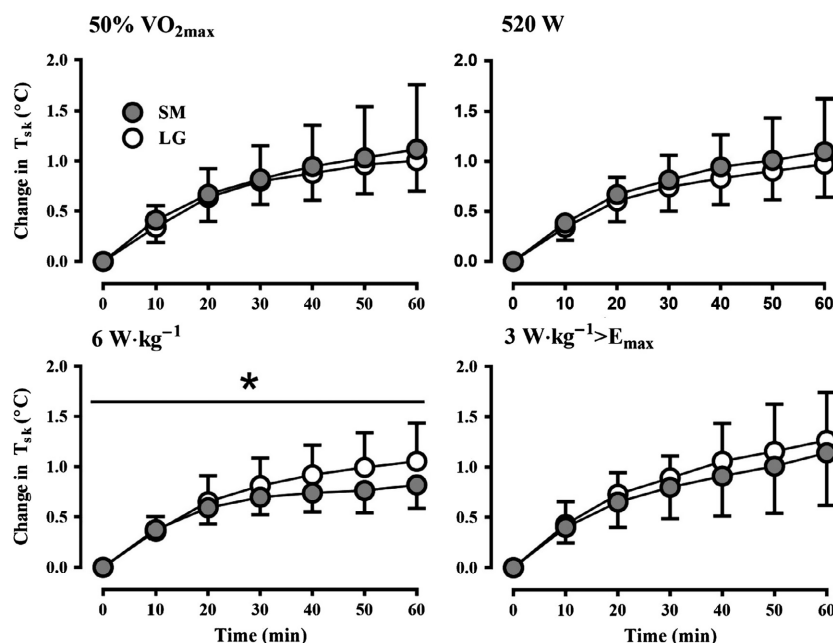 50% VO₂max
520 W
Change in Tsk (°C)
2.0
1.5
1.0
0.5
0.0
SM
LG
0 10 20 30 40 50 60
2.0
1.5
1.0
0.5
0.0
0 10 20 30 40 50 60
6 W·kg⁻¹
3 W·kg⁻¹>Emax
Change in Tsk (°C)
2.0
1.5
1.0
0.5
0.0
*
0 10 20 30 40 50 60
Time (min)
2.0
1.5
1.0
0.5
0.0
0 10 20 30 40 50 60
Time (min)